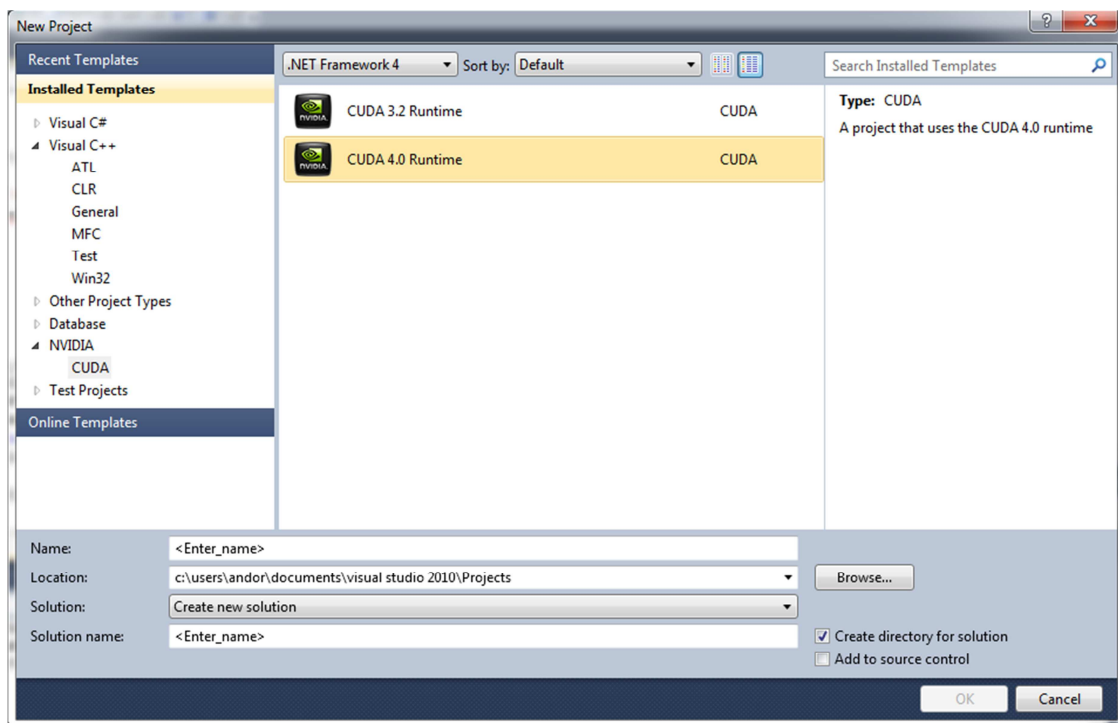 New Project
Recent Templates
Installed Templates
Visual C#
Visual C++
ATL
CLR
General
MFC
Test
Win32
Other Project Types
Database
NVIDIA
CUDA
Test Projects
Online Templates
.NET Framework 4 Sort by: Default
NVIDIA. CUDA 3.2 Runtime CUDA
NVIDIA. CUDA 4.0 Runtime CUDA
Search Installed Templates
Type: CUDA
A project that uses the CUDA 4.0 runtime
Name: <Enter_name>
Location: c:\users\andor\documents\visual studio 2010\Projects Browse...
Solution: Create new solution
Solution name: <Enter_name>
Create directory for solution
Add to source control
OK Cancel